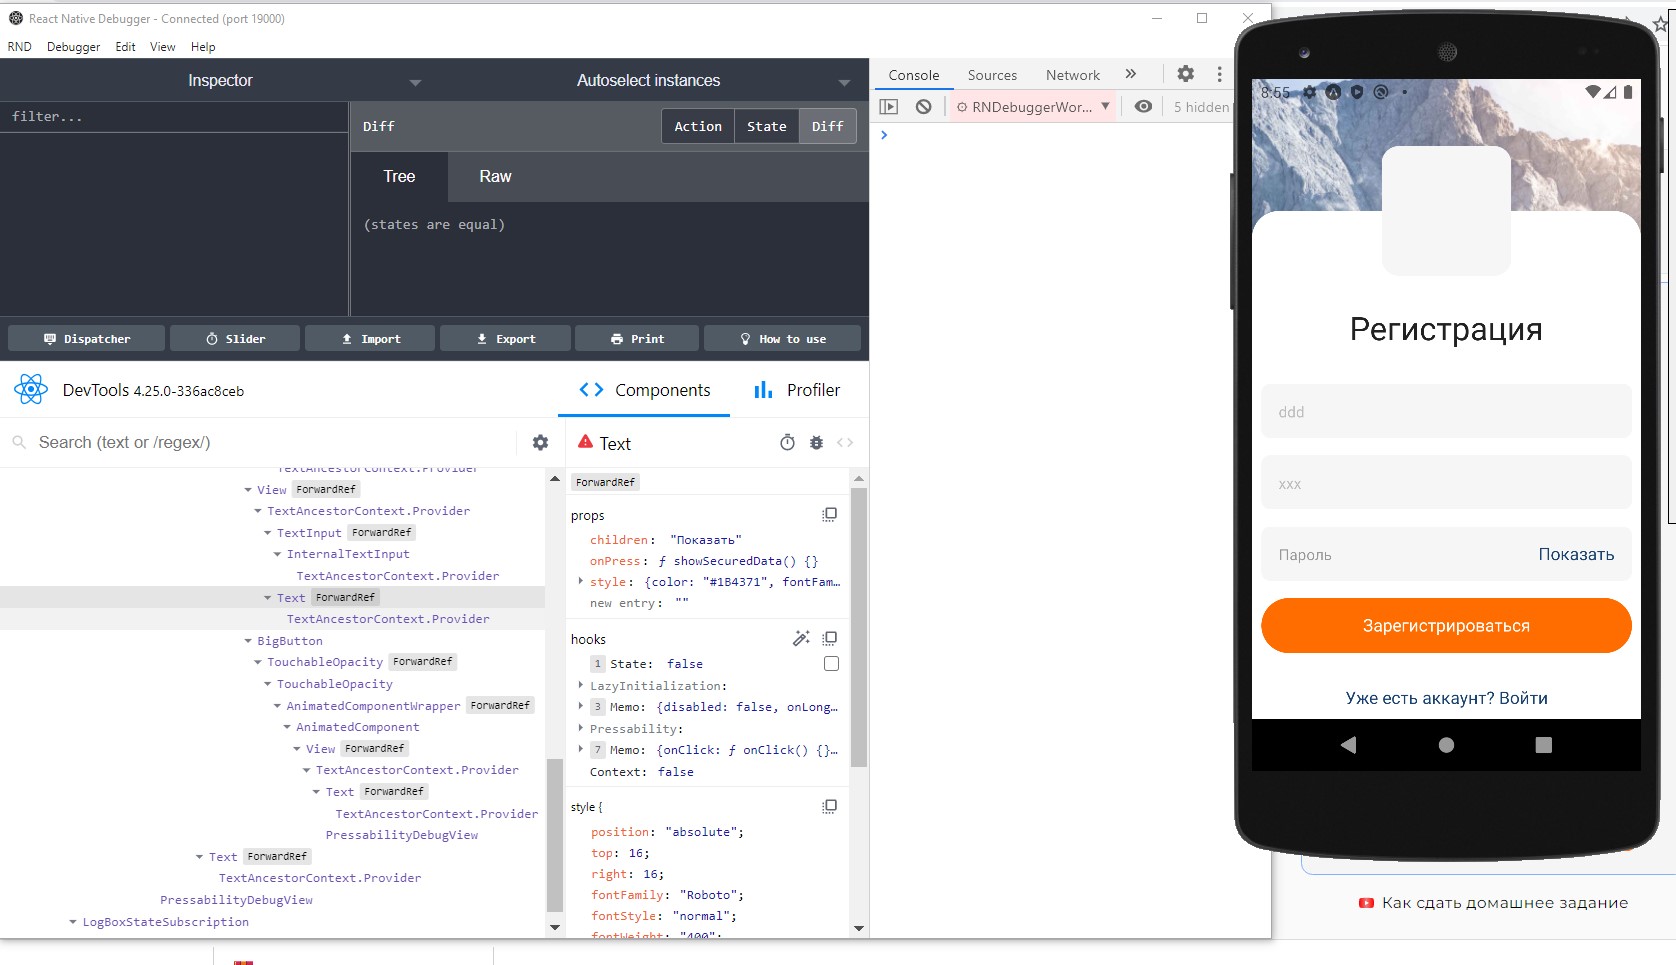 React Native Debugger - Connected (port 19000)
RND Debugger Edit View Help
Inspector
Autoselect instances
filter...
Diff
Action State Diff
Tree Raw
(states are equal)
Dispatcher Slider Import Export Print How to use
DevTools 4.25.0-336ac8ceb
Components Profiler
Search (text or /regex/)
TextAncestorContext.Provider
View ForwardRef
TextAncestorContext.Provider
TextInput ForwardRef
InternalTextInput
TextAncestorContext.Provider
Text ForwardRef
TextAncestorContext.Provider
BigButton
TouchableOpacity ForwardRef
TouchableOpacity
AnimatedComponentWrapper ForwardRef
AnimatedComponent
View ForwardRef
TextAncestorContext.Provider
Text ForwardRef
TextAncestorContext.Provider
PressabilityDebugView
Text ForwardRef
TextAncestorContext.Provider
PressabilityDebugView
LogBoxStateSubscription
Text
ForwardRef
props
children: "Показать"
onPress: ƒ showSecuredData() {}
style: {color: "#1B4371", fontFam…
new entry: ""
hooks
1 State: false
LazyInitialization:
3 Memo: {disabled: false, onLong…
Pressability:
7 Memo: {onClick: ƒ onClick() {}…
Context: false
style {
position: "absolute";
top: 16;
right: 16;
fontFamily: "Roboto";
fontStyle: "normal";
fontWeight: "400";
Console Sources Network »
RNDebuggerWor... ▼ 5 hidden
>
8:55
Регистрация
ddd
xxx
Пароль Показать
Зарегистрироваться
Уже есть аккаунт? Войти
Как сдать домашнее задание